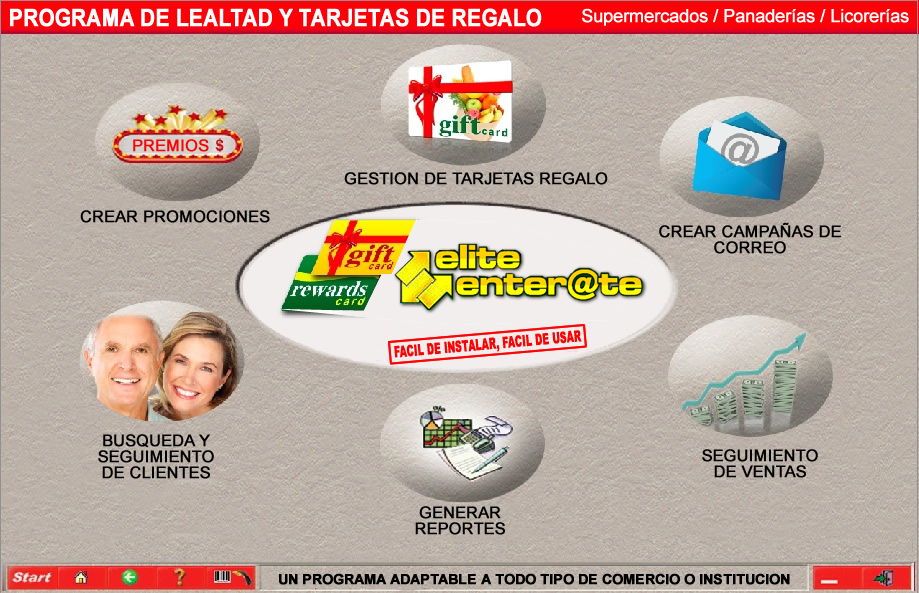 PROGRAMA DE LEALTAD Y TARJETAS DE REGALO
Supermercados / Panaderías / Licorerías
PREMIOS $
CREAR PROMOCIONES
gift
card
GESTION DE TARJETAS REGALO
@
CREAR CAMPAÑAS DE
CORREO
gift
card
rewards
card
elite
enter@te
FACIL DE INSTALAR, FACIL DE USAR
BUSQUEDA Y
SEGUIMIENTO
DE CLIENTES
GENERAR
REPORTES
SEGUIMIENTO
DE VENTAS
Start
?
UN PROGRAMA ADAPTABLE A TODO TIPO DE COMERCIO O INSTITUCION